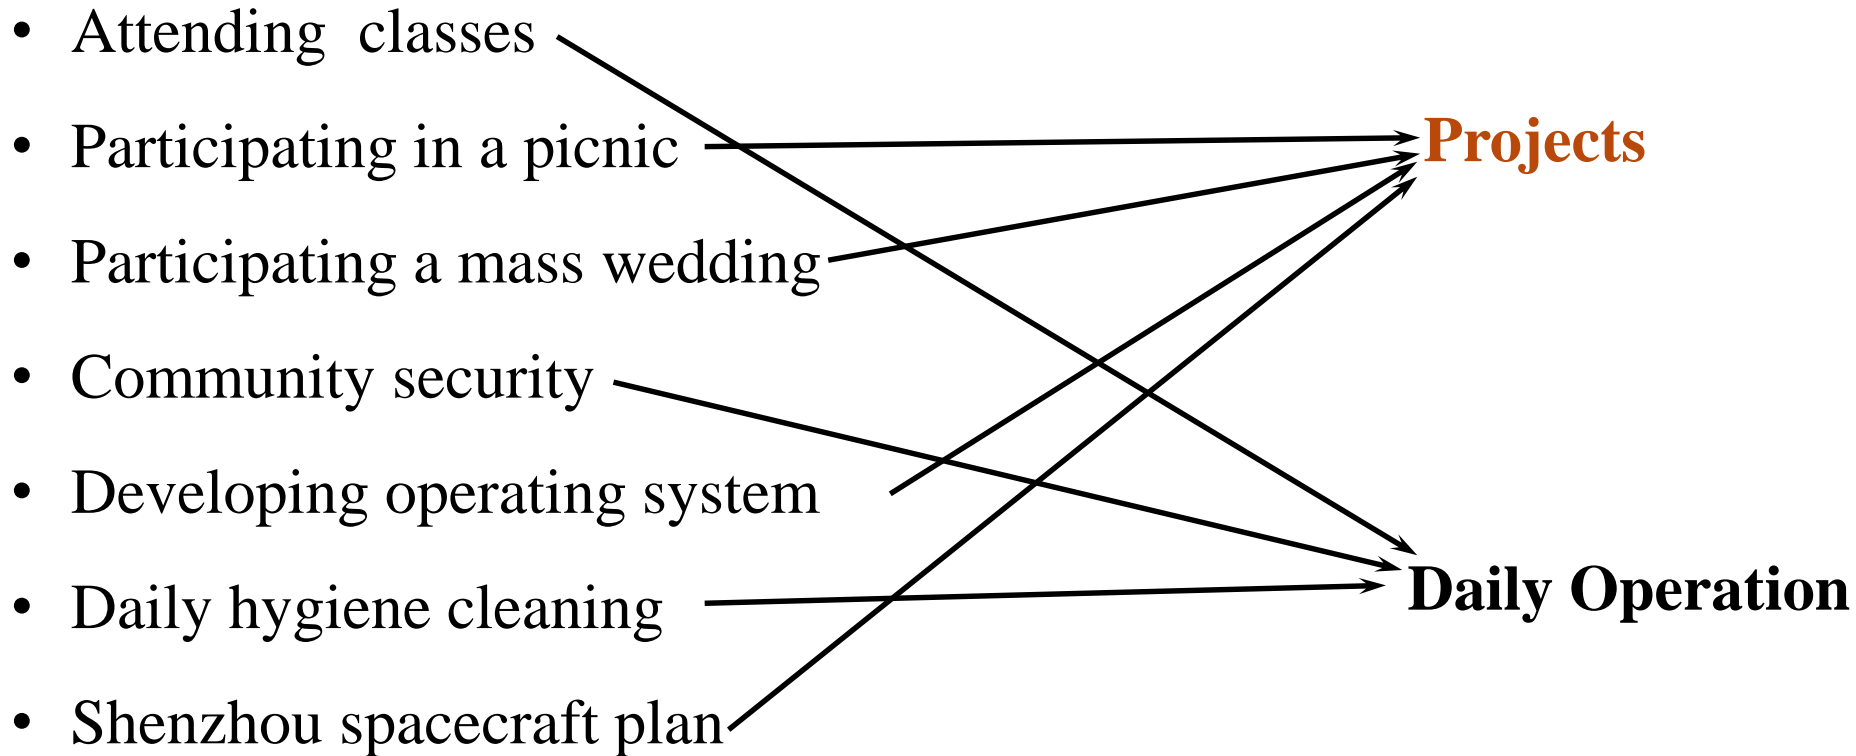 • Attending  classes
• Participating in a picnic
Projects
• Participating a mass wedding
• Community security
• Developing operating system
• Daily hygiene cleaning
Daily Operation
• Shenzhou spacecraft plan